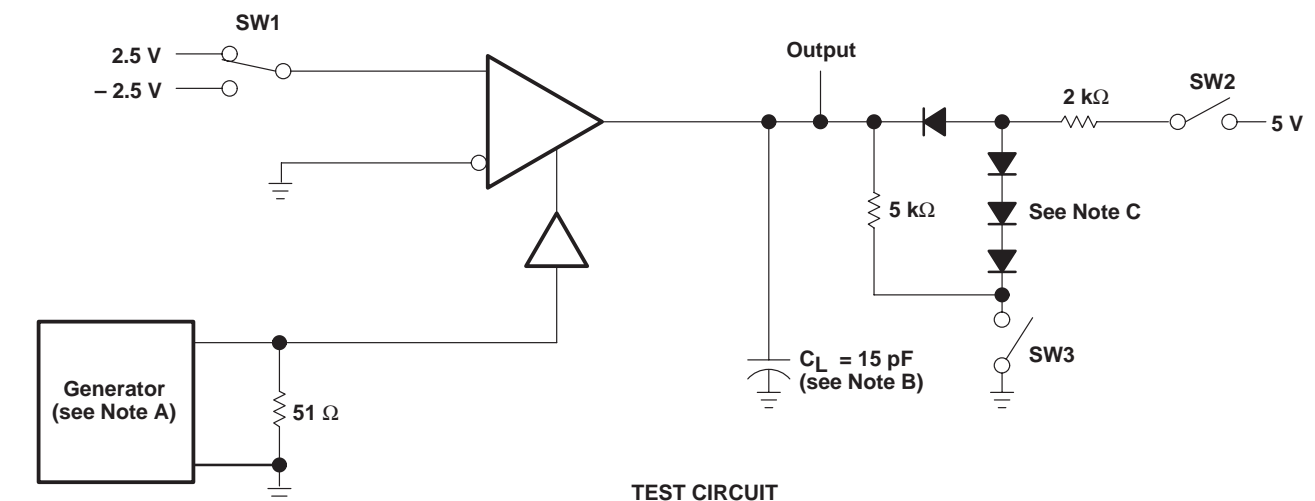 SW1
2.5 V
– 2.5 V
Output
2 kΩ
SW2
5 V
5 kΩ
See Note C
SW3
CL = 15 pF
(see Note B)
Generator
(see Note A)
51 Ω
TEST CIRCUIT